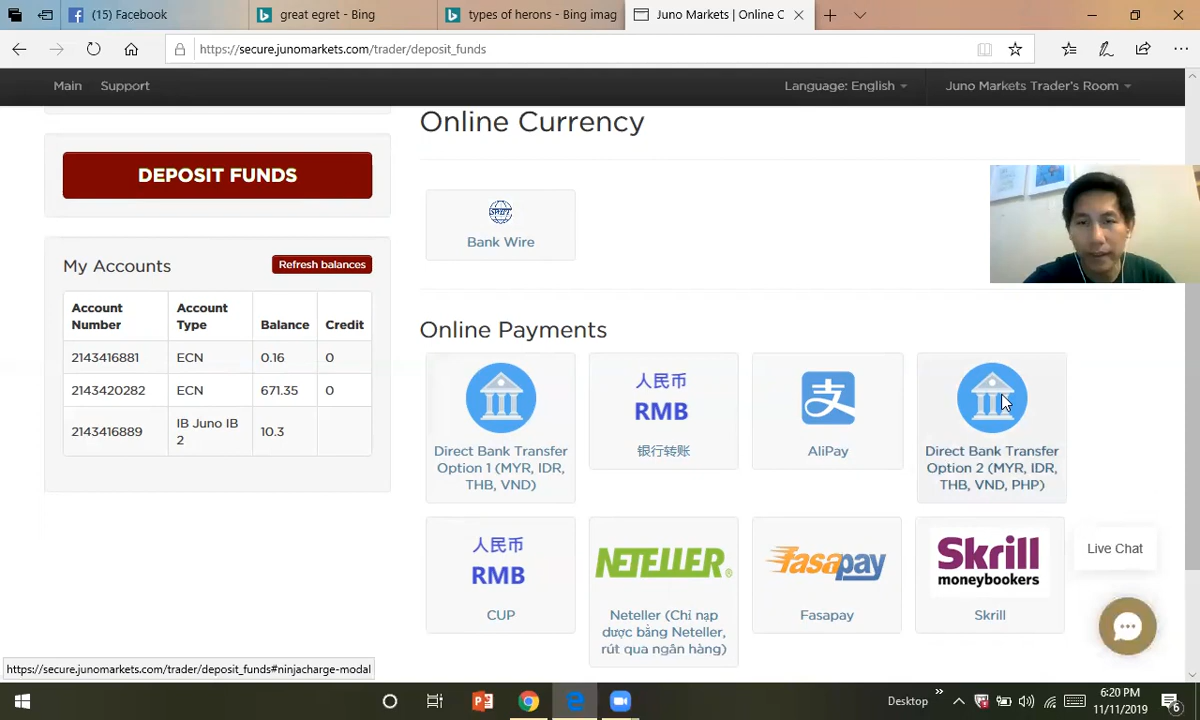 (15) Facebook
great egret - Bing
types of herons - Bing imag
Juno Markets | Online C
https://secure.junomarkets.com/trader/deposit_funds
Main
Support
Language: English
Juno Markets Trader's Room
Online Currency
DEPOSIT FUNDS
Bank Wire
My Accounts
Refresh balances
Account Number
Account Type
Balance
Credit
2143416881 ECN 0.16 0
2143420282 ECN 671.35 0
2143416889 IB Juno IB 2 10.3
Online Payments
Direct Bank Transfer
Option 1 (MYR, IDR,
THB, VND)
人民币
RMB
银行转账
支
AliPay
Direct Bank Transfer
Option 2 (MYR, IDR,
THB, VND, PHP)
人民币
RMB
CUP
NETELLER®
Neteller (Chỉ nạp
dược bằng Neteller,
rút qua ngân hàng)
fasapay
Fasapay
Skrill
moneybookers
Skrill
Live Chat
https://secure.junomarkets.com/trader/deposit_funds#ninjacharge-modal
Desktop
6:20 PM
11/11/2019
6